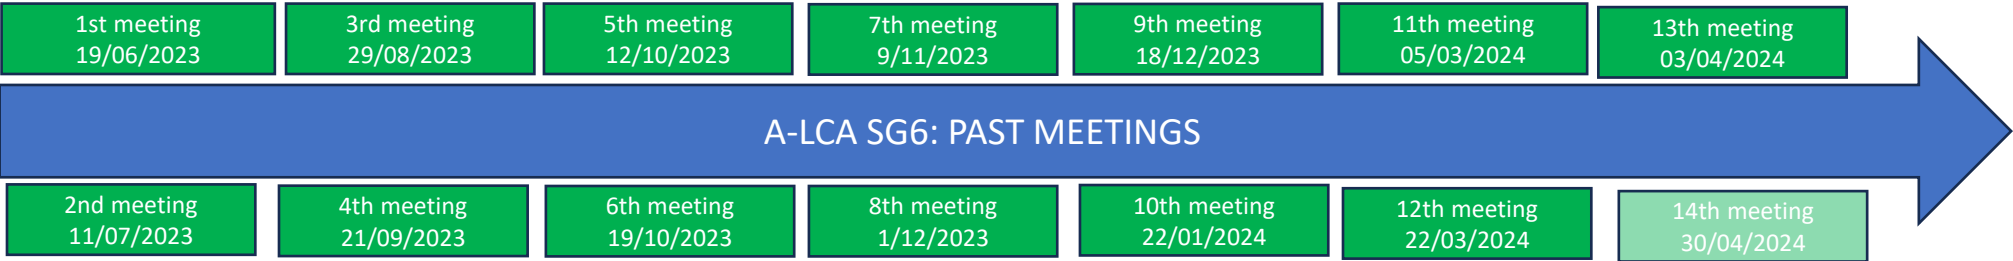 1st meeting
19/06/2023
3rd meeting
29/08/2023
5th meeting
12/10/2023
7th meeting
9/11/2023
9th meeting
18/12/2023
11th meeting
05/03/2024
13th meeting
03/04/2024
A-LCA SG6: PAST MEETINGS
2nd meeting
11/07/2023
4th meeting
21/09/2023
6th meeting
19/10/2023
8th meeting
1/12/2023
10th meeting
22/01/2024
12th meeting
22/03/2024
14th meeting
30/04/2024